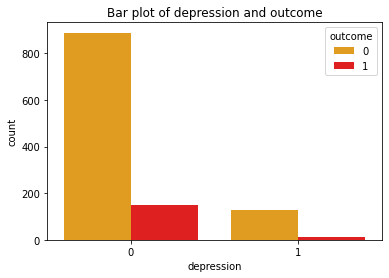 Bar plot of depression and outcome
outcome
0
1
800
600
400
200
0
count
0 1
depression